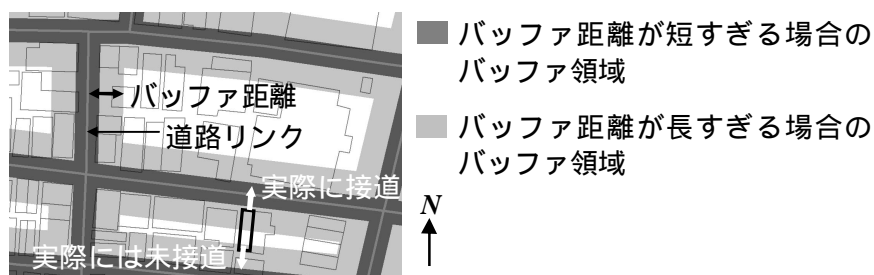 バッファ距離
道路リンク
実際に接道
実際には未接道
バッファ距離が短すぎる場合の
バッファ領域
バッファ距離が長すぎる場合の
バッファ領域
N